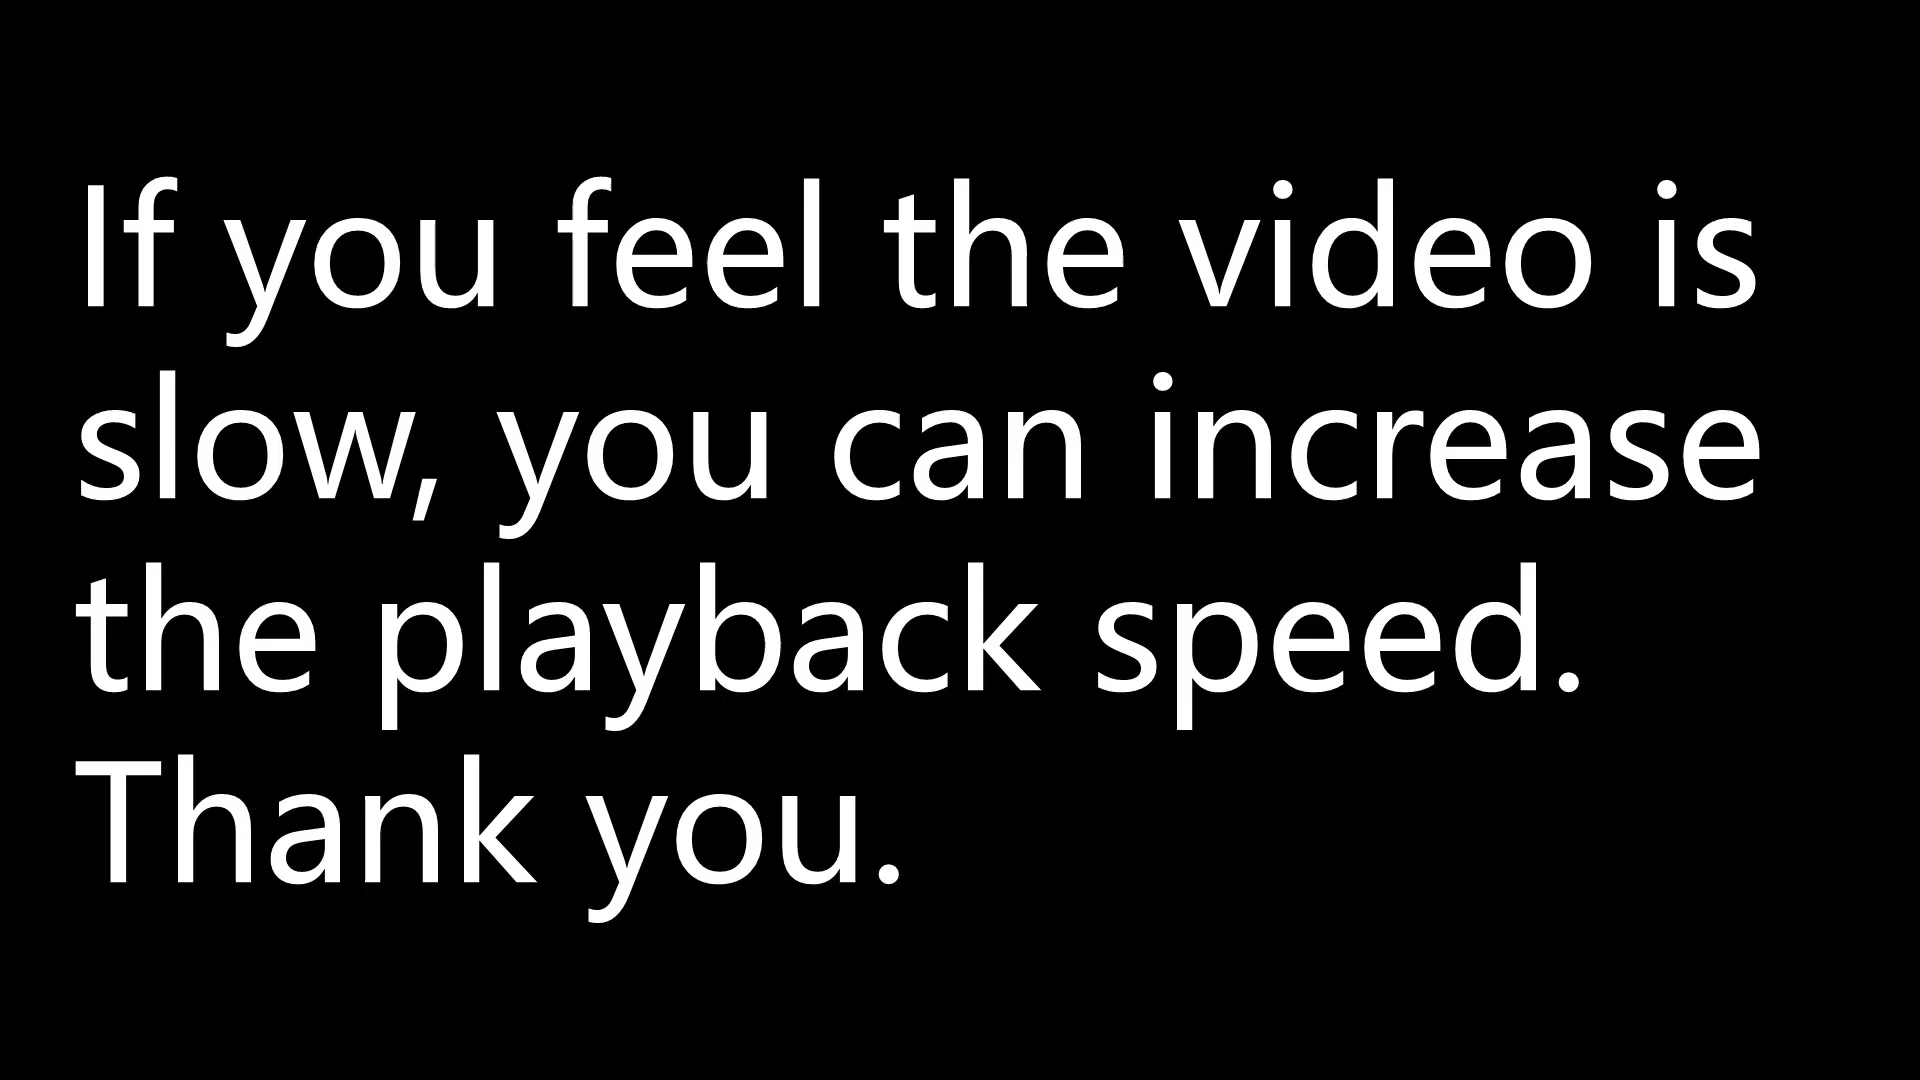 If you feel the video is
slow, you can increase
the playback speed.
Thank you.